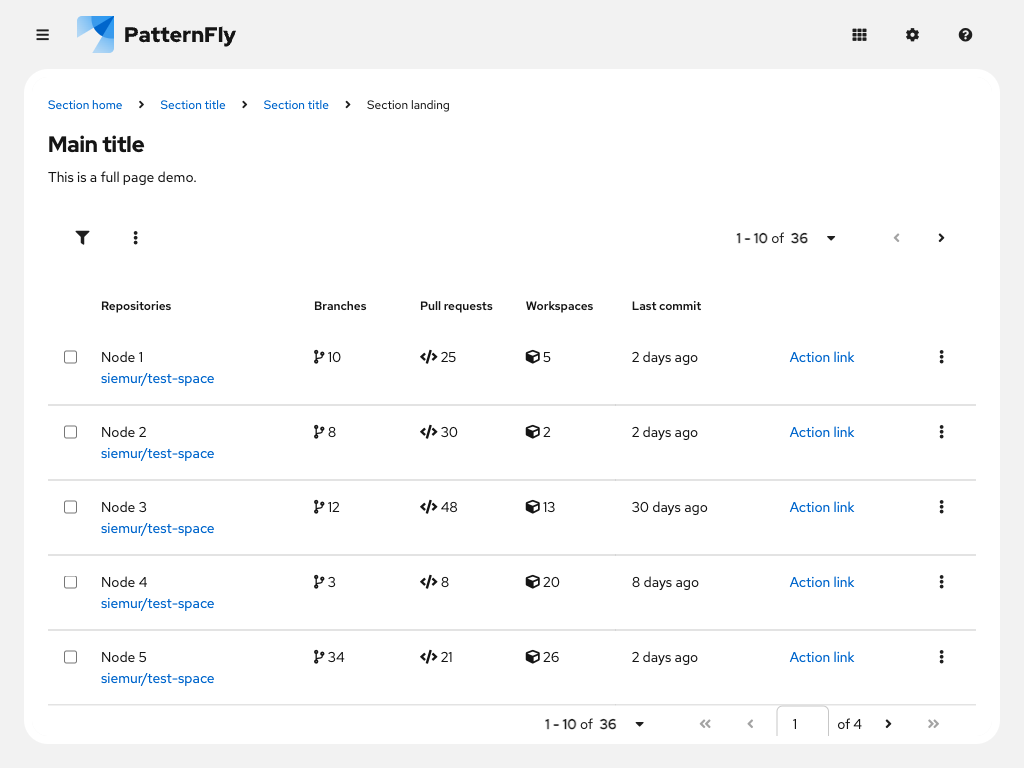 PatternFly
Section home Section title Section title Section landing
Main title
This is a full page demo.
1 - 10 of 36
Repositories Branches Pull requests Workspaces Last commit
Node 1 10 25 5 2 days ago Action link
siemur/test-space
Node 2 8 30 2 2 days ago Action link
siemur/test-space
Node 3 12 48 13 30 days ago Action link
siemur/test-space
Node 4 3 8 20 8 days ago Action link
siemur/test-space
Node 5 34 21 26 2 days ago Action link
siemur/test-space
1 - 10 of 36 1 of 4